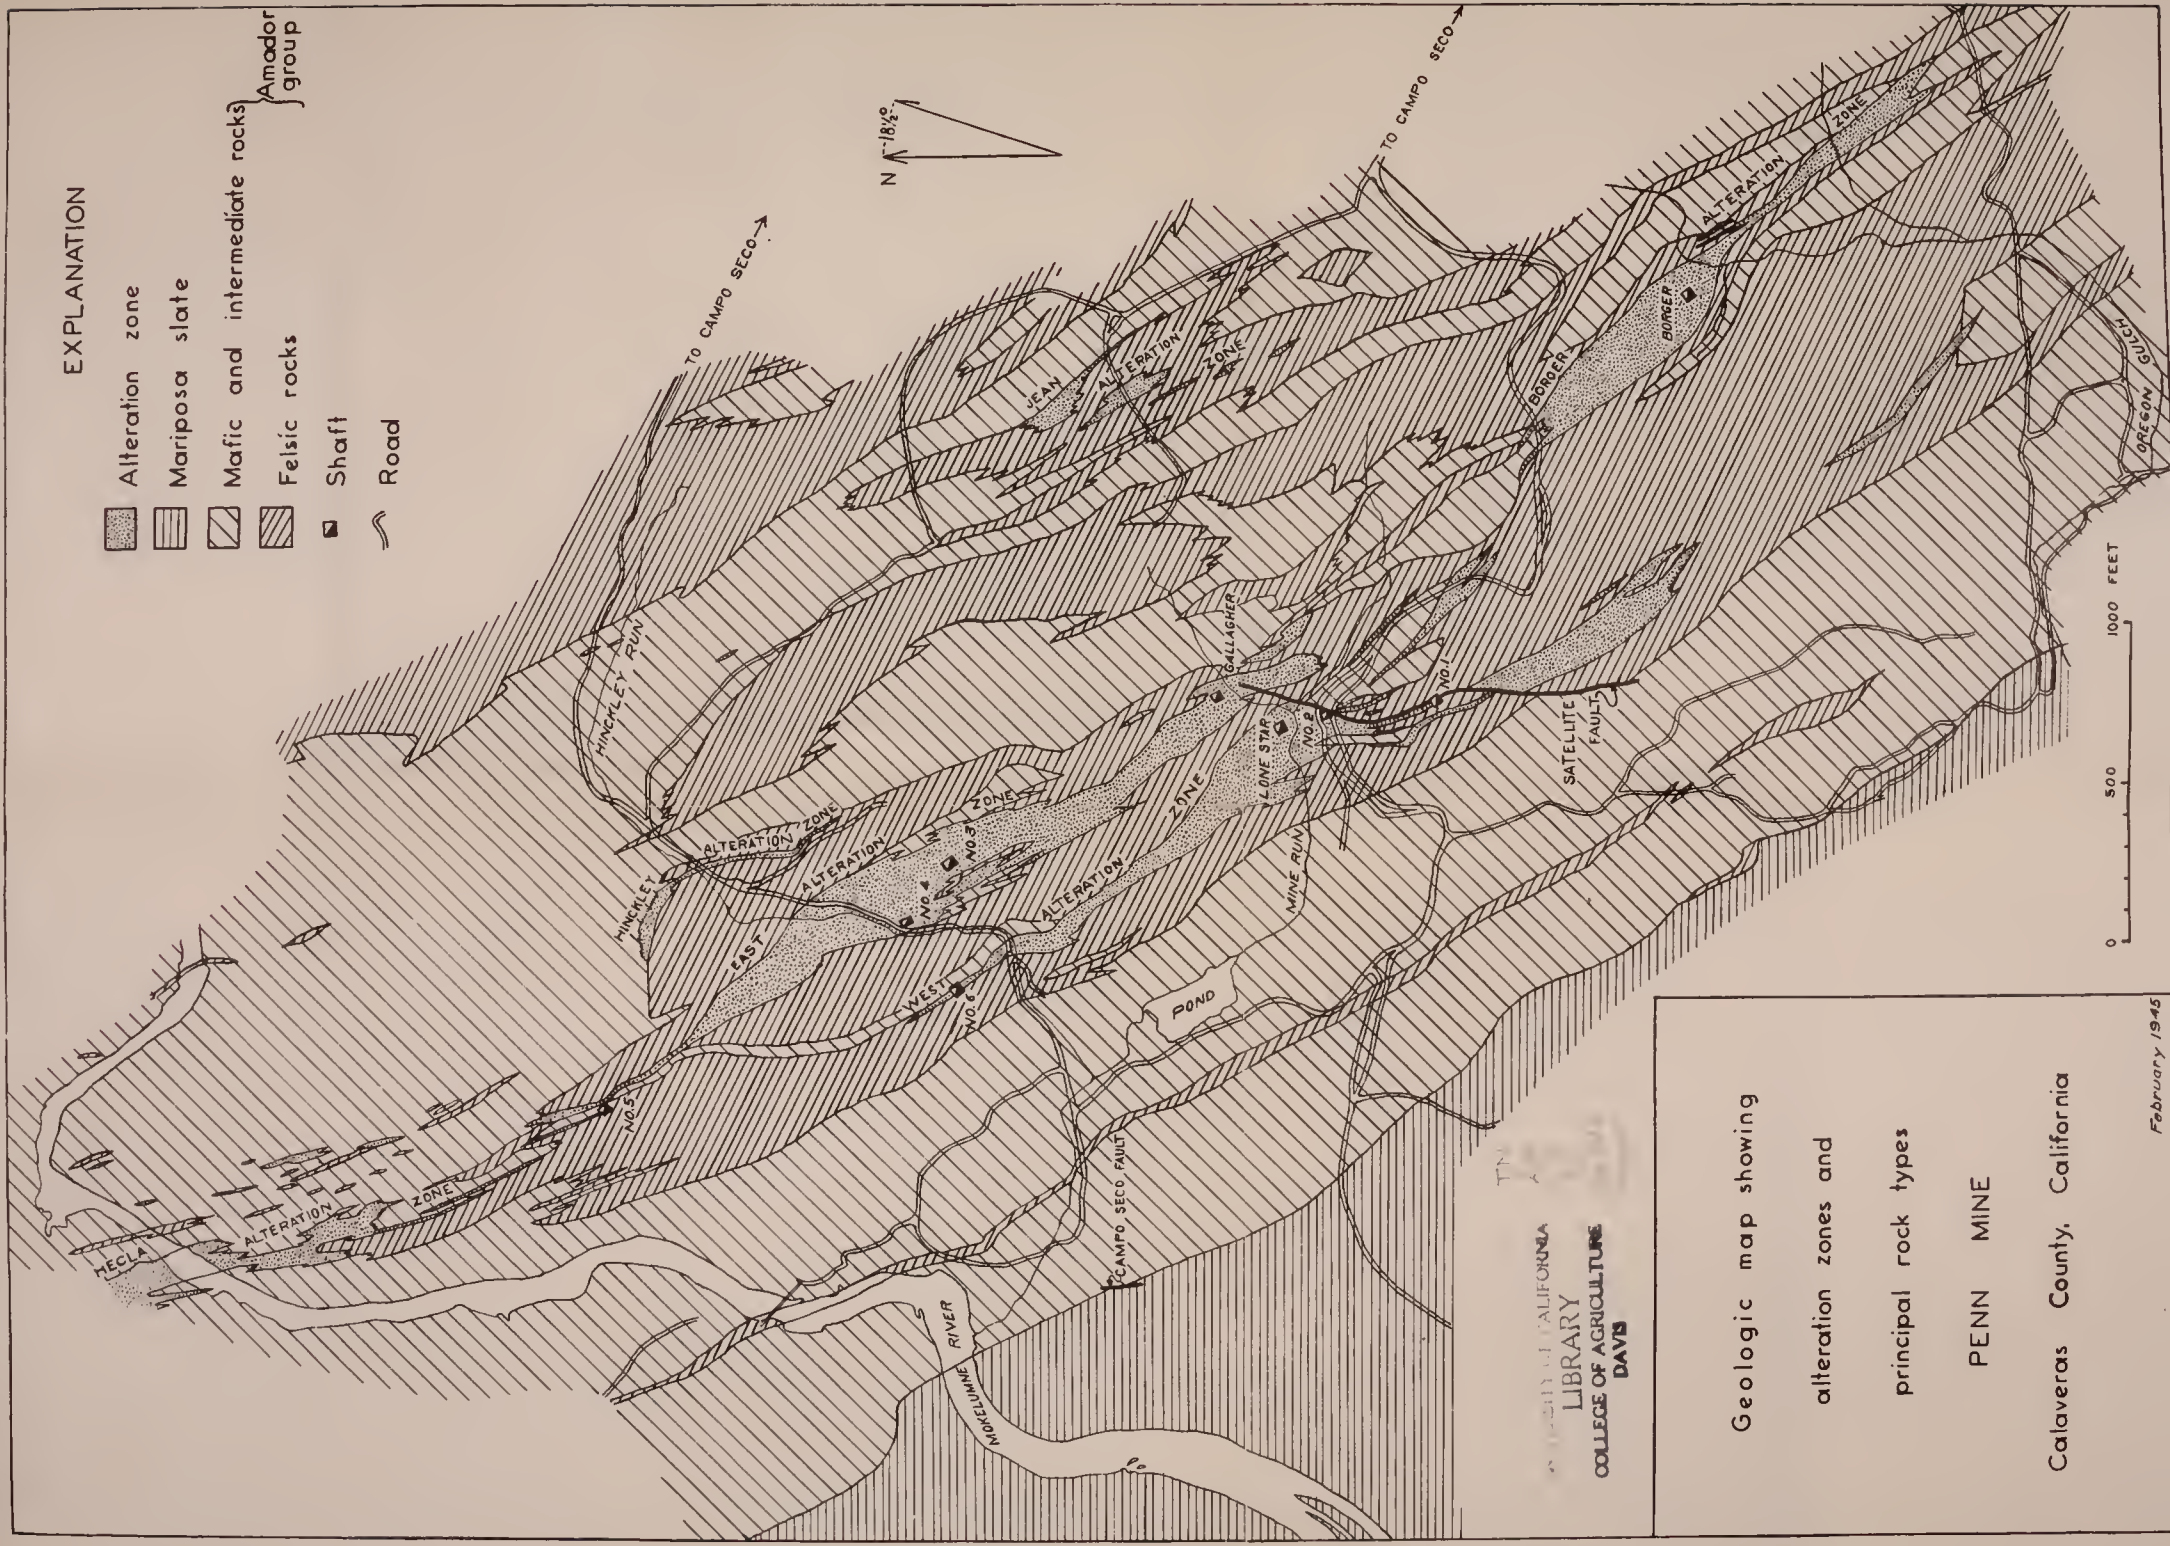 EXPLANATION
Alteration zone
Mariposa slate
Mafic and intermediate rocks
Felsic rocks
Amador
group
Shaft
Road
N
18½°
TO CAMPO SECO
TO CAMPO SECO
HINCKLEY RUN
HINCKLEY
ALTERATION ZONE
EAST
ALTERATION
ZONE
WEST
ALTERATION
ZONE
HECLA
ALTERATION
ZONE
JEAN
ALTERATION
ZONE
BORGER
ALTERATION
ZONE
BORGER
GALLAGHER
LONE STAR
NO.1
NO.2
NO.3
NO.4
NO.5
NO.6
MINE RUN
POND
SATELLITE
FAULT
CAMPO SECO FAULT
MOKELUMNE
RIVER
OREGON
GULCH
0 500 1000 FEET
LIBRARY
COLLEGE OF AGRICULTURE
DAVIS
Geologic map showing
alteration zones and
principal rock types
PENN MINE
Calaveras County, California
February 1945